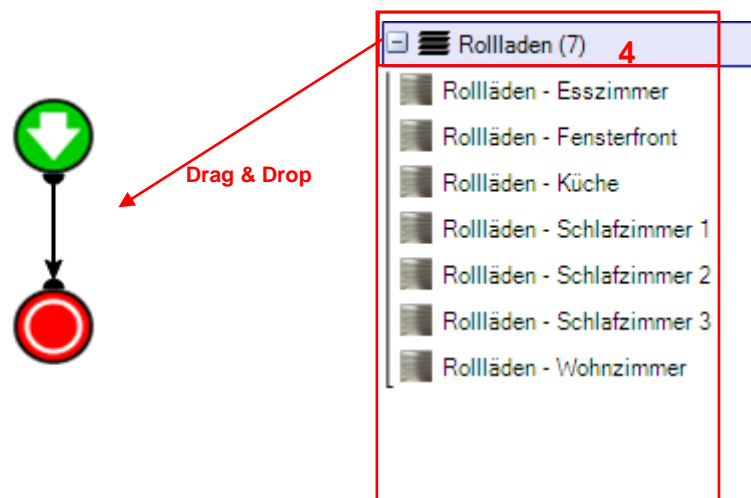 Rollladen (7)
4
Rollläden - Esszimmer
Rollläden - Fensterfront
Drag & Drop
Rollläden - Küche
Rollläden - Schlafzimmer 1
Rollläden - Schlafzimmer 2
Rollläden - Schlafzimmer 3
Rollläden - Wohnzimmer